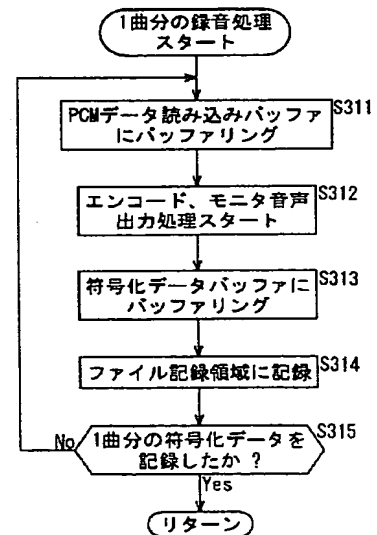 1曲分の録音処理
スタート
PCMデータ読み込みバッファ
にバッファリング
S311
エンコード、モニタ音声
出力処理スタート
S312
符号化データバッファに
バッファリング
S313
ファイル記録領域に記録
S314
1曲分の符号化データを
記録したか ?
S315
No
Yes
リターン